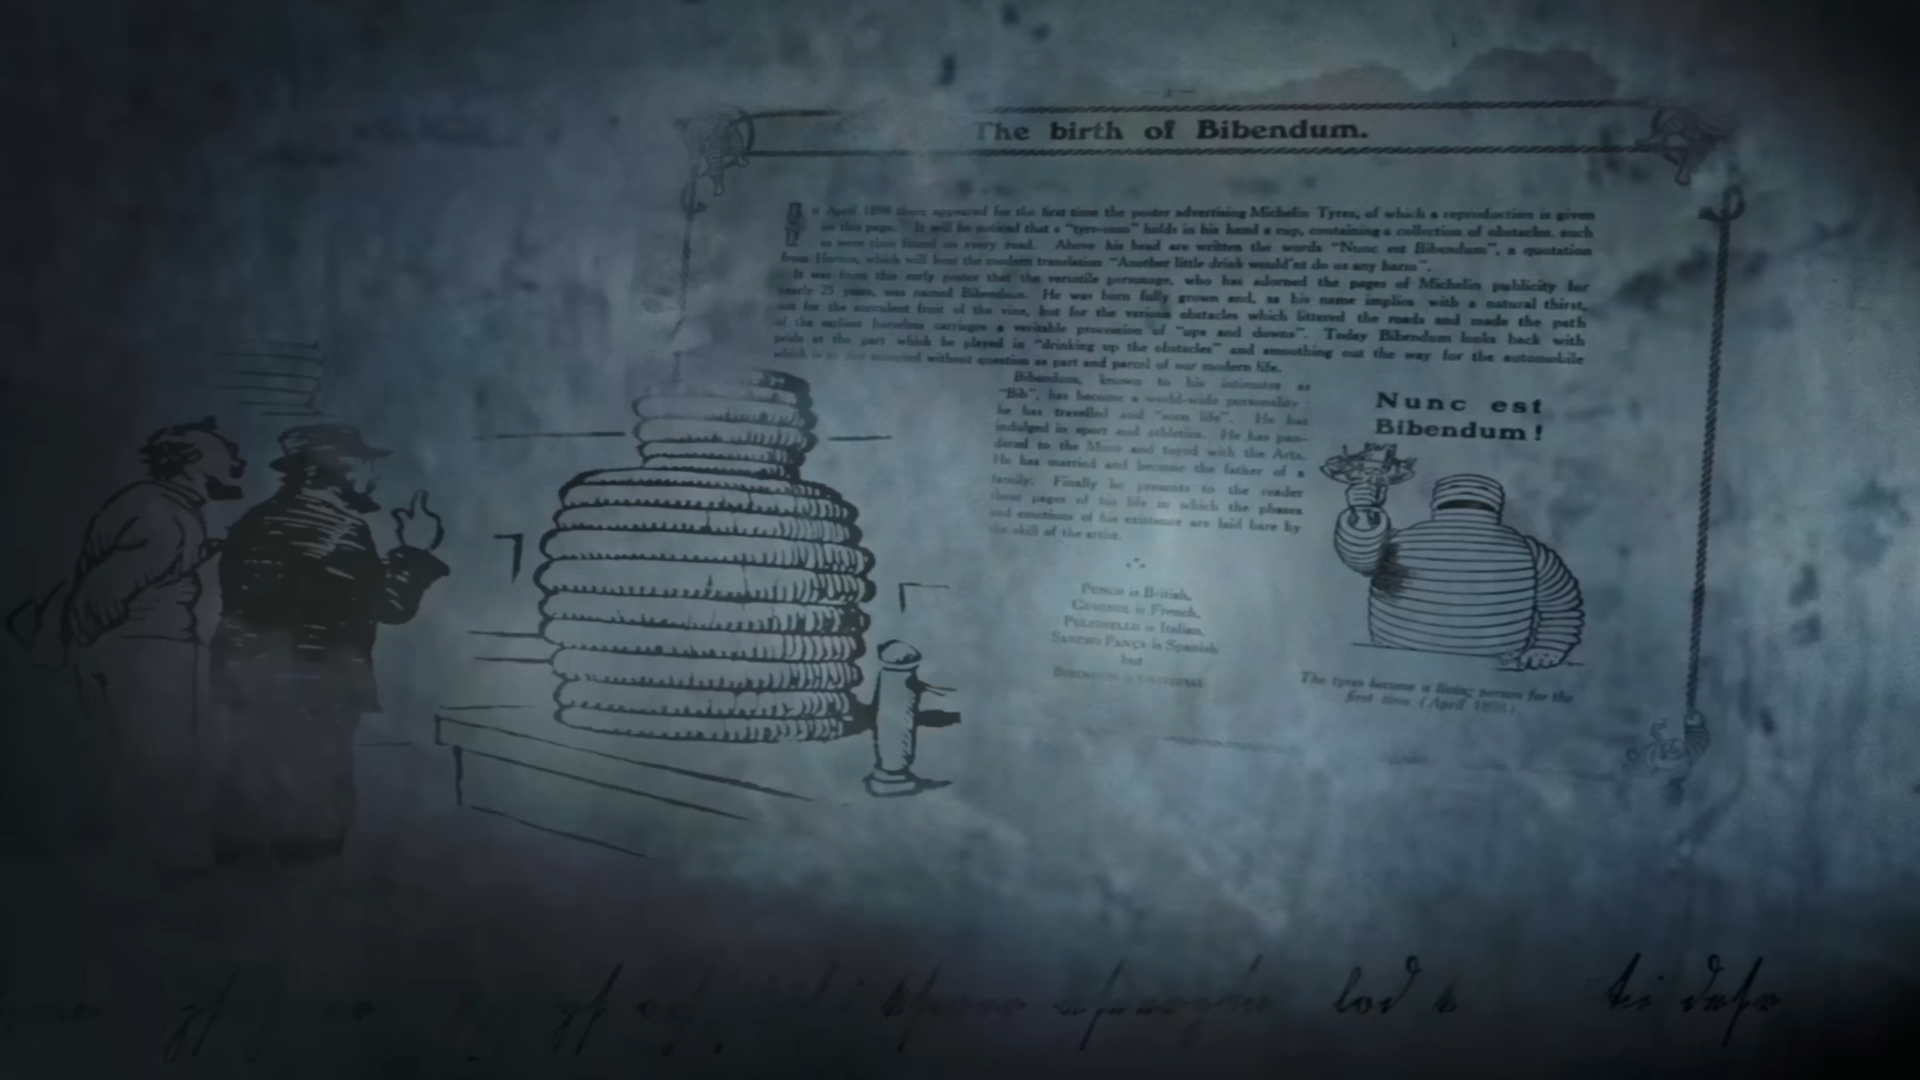 The birth of Bibendum.
April 1898 there appeared for the first time the poster advertising Michelin Tyres, of which a reproduction is given
on this page. It will be noticed that a "tyre-man" holds in his hand a cup, containing a collection of obstacles, such
as were then found on every road. Above his head are written the words "Nunc est Bibendum", a quotation
from Horace, which will bear the modern translation "Another little drink would'nt do us any harm".
It was from this early poster that the versatile personage, who has adorned the pages of Michelin publicity for
nearly 25 years, was named Bibendum. He was born fully grown and, as his name implies with a natural thirst,
not for the succulent fruit of the vine, but for the various obstacles which littered the roads and made the path
of the earliest horseless carriages a veritable procession of "ups and downs". Today Bibendum looks back with
pride at the part which he played in "drinking up the obstacles" and smoothing out the way for the automobile
which is to day accepted without question as part and parcel of our modern life.
Bibendum, known to his intimates as
"Bib", has become a world-wide personality
he has travelled and "seen life". He has
indulged in sport and athletics. He has pan-
dered to the Muse and toyed with the Arts.
He has married and become the father of a
family. Finally he presents to the reader
these pages of his life in which the phases
and emotions of his existence are laid bare by
the skill of the artist.
Nunc est
Bibendum!
PUNCH is British,
GUIGNOL is French,
PULCINELLO is Italian,
SANCHO PANÇA is Spanish
but
BIBENDUM is UNIVERSAL
The tyres become a living person for the
first time (April 1898)